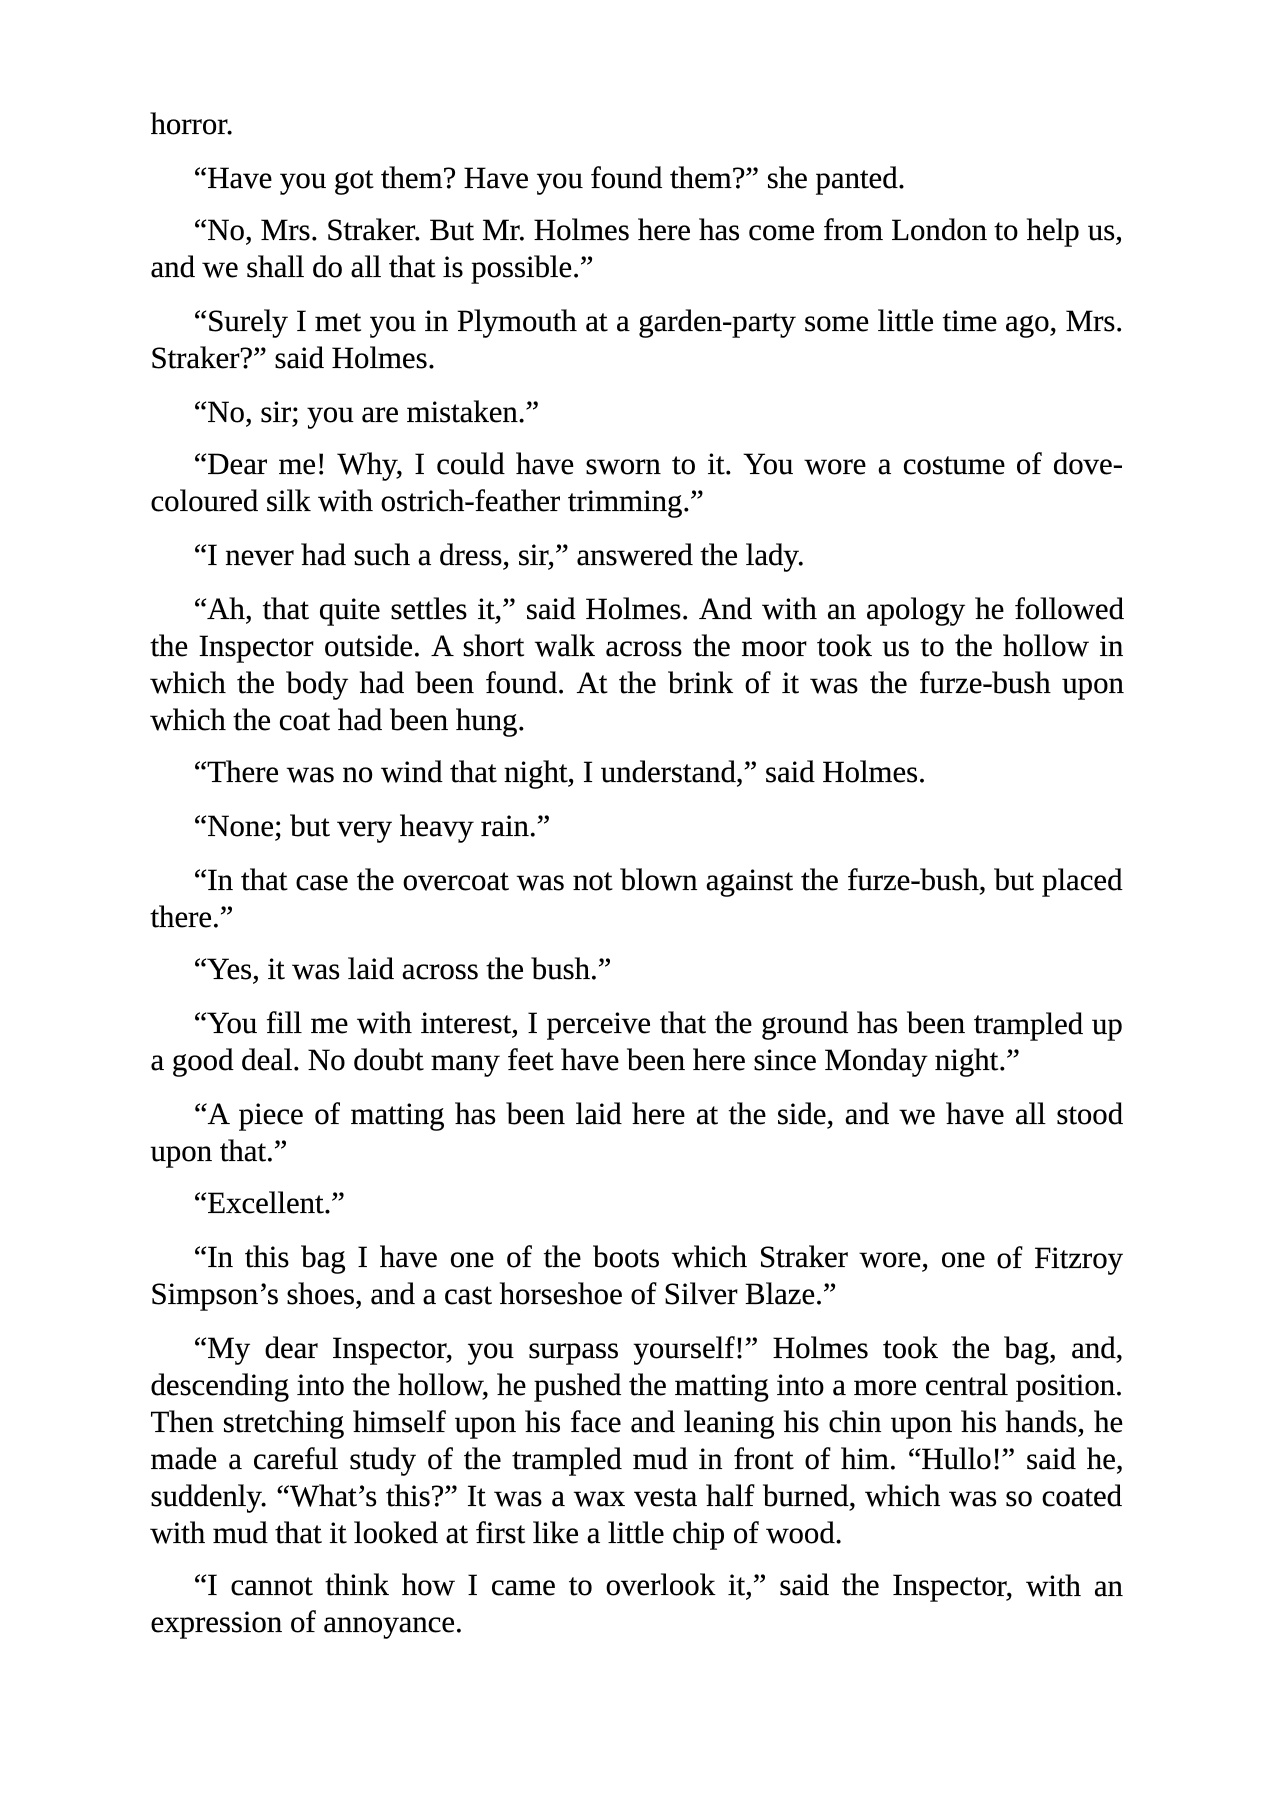 horror.
“Have you got them? Have you found them?” she panted.
“No, Mrs. Straker. But Mr. Holmes here has come from London to help us,
and we shall do all that is possible.”
“Surely I met you in Plymouth at a garden-party some little time ago, Mrs.
Straker?” said Holmes.
“No, sir; you are mistaken.”
“Dear me! Why, I could have sworn to it. You wore a costume of dove-
coloured silk with ostrich-feather trimming.”
“I never had such a dress, sir,” answered the lady.
“Ah, that quite settles it,” said Holmes. And with an apology he followed
the Inspector outside. A short walk across the moor took us to the hollow in
which the body had been found. At the brink of it was the furze-bush upon
which the coat had been hung.
“There was no wind that night, I understand,” said Holmes.
“None; but very heavy rain.”
“In that case the overcoat was not blown against the furze-bush, but placed
there.”
“Yes, it was laid across the bush.”
“You fill me with interest, I perceive that the ground has been trampled up
a good deal. No doubt many feet have been here since Monday night.”
“A piece of matting has been laid here at the side, and we have all stood
upon that.”
“Excellent.”
“In this bag I have one of the boots which Straker wore, one of Fitzroy
Simpson’s shoes, and a cast horseshoe of Silver Blaze.”
“My dear Inspector, you surpass yourself!” Holmes took the bag, and,
descending into the hollow, he pushed the matting into a more central position.
Then stretching himself upon his face and leaning his chin upon his hands, he
made a careful study of the trampled mud in front of him. “Hullo!” said he,
suddenly. “What’s this?” It was a wax vesta half burned, which was so coated
with mud that it looked at first like a little chip of wood.
“I cannot think how I came to overlook it,” said the Inspector, with an
expression of annoyance.